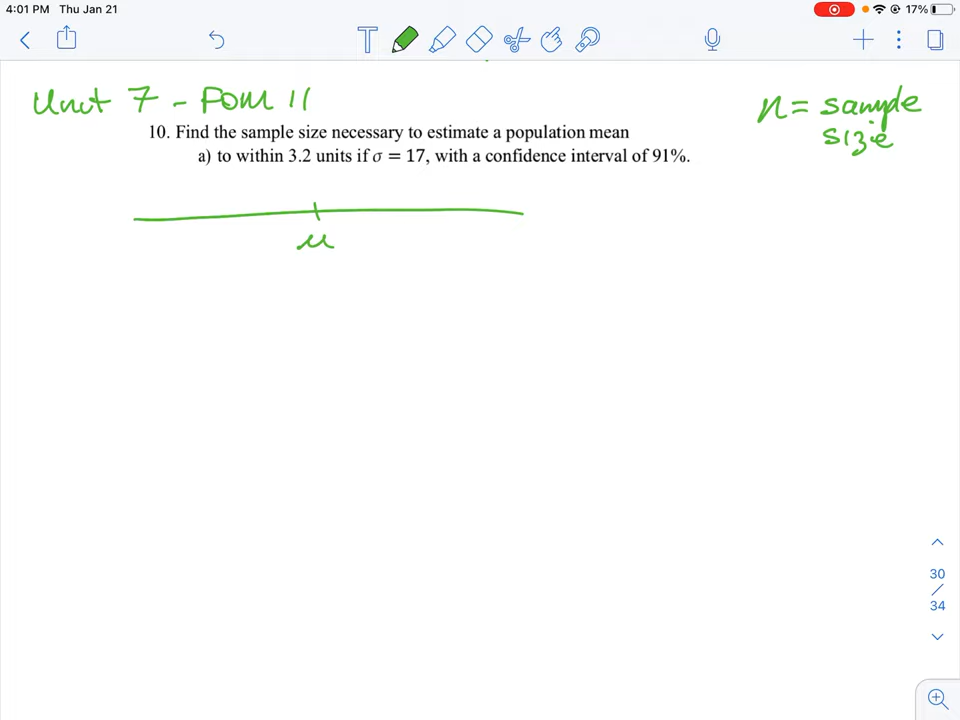 4:01 PM Thu Jan 21
17%
T
Unit 7 - POM 11
n = sample
size
10. Find the sample size necessary to estimate a population mean
a) to within 3.2 units if σ = 17, with a confidence interval of 91%.
μ
30
/
34